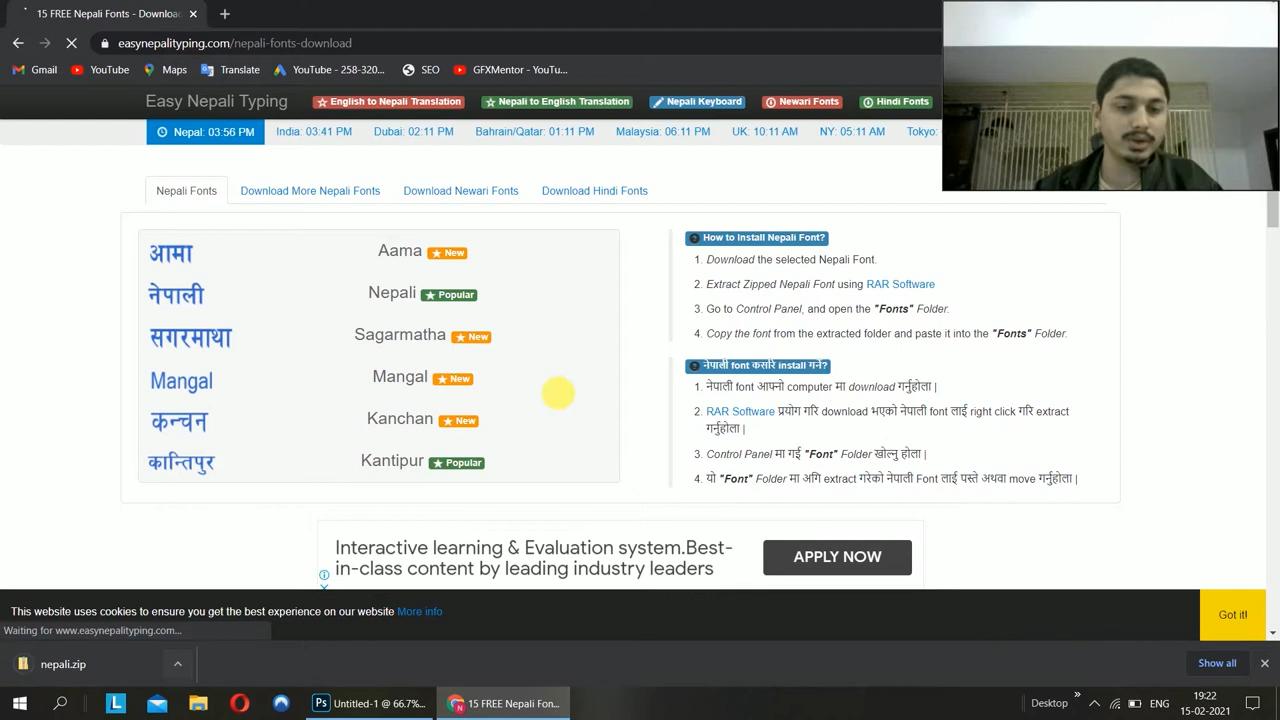 15 FREE Nepali Fonts - Downloa
easynepalityping.com/nepali-fonts-download
Gmail YouTube Maps Translate YouTube - 258-320... SEO GFXMentor - YouTu...
Easy Nepali Typing English to Nepali Translation Nepali to English Translation Nepali Keyboard Newari Fonts Hindi Fonts
Nepal: 03:56 PM India: 03:41 PM Dubai: 02:11 PM Bahrain/Qatar: 01:11 PM Malaysia: 06:11 PM UK: 10:11 AM NY: 05:11 AM Tokyo:
Nepali Fonts Download More Nepali Fonts Download Newari Fonts Download Hindi Fonts
आमा Aama New
नेपाली Nepali Popular
सगरमाथा Sagarmatha New
Mangal Mangal New
कन्चन Kanchan New
कान्तिपुर Kantipur Popular
How to Install Nepali Font?
1. Download the selected Nepali Font.
2. Extract Zipped Nepali Font using RAR Software
3. Go to Control Panel, and open the "Fonts" Folder.
4. Copy the font from the extracted folder and paste it into the "Fonts" Folder.
नेपाली font कसरि install गर्ने?
1. नेपाली font आफ्नो computer मा download गर्नुहोला |
2. RAR Software प्रयोग गरि download भएको नेपाली font लाई right click गरि extract
गर्नुहोला |
3. Control Panel मा गई "Font" Folder खोल्नु होला |
4. यो "Font" Folder मा अगि extract गरेको नेपाली Font लाई पस्ते अथवा move गर्नुहोला |
Interactive learning & Evaluation system.Best-
in-class content by leading industry leaders
APPLY NOW
This website uses cookies to ensure you get the best experience on our website More info
Got it!
Waiting for www.easynepalityping.com...
nepali.zip
Show all
L Ps Untitled-1 @ 66.7%... 15 FREE Nepali Fon... Desktop ENG
19:22
15-02-2021